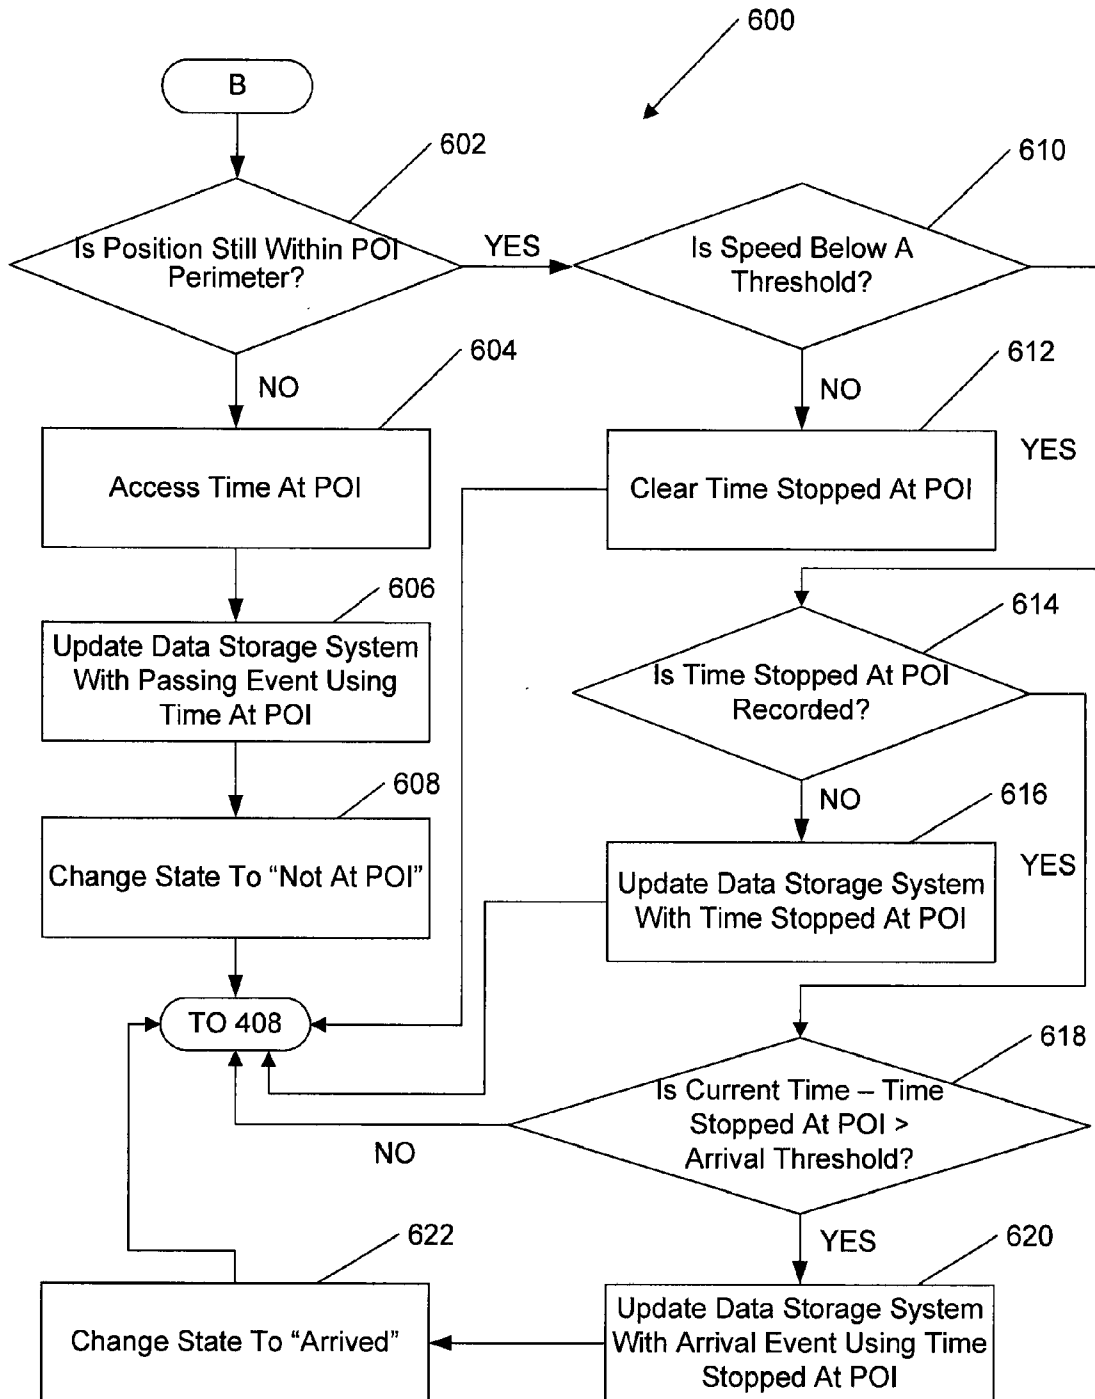 600
B
602
Is Position Still Within POI
Perimeter?
YES
610
Is Speed Below A
Threshold?
NO
604
Access Time At POI
NO
612
Clear Time Stopped At POI
YES
606
Update Data Storage System
With Passing Event Using
Time At POI
614
Is Time Stopped At POI
Recorded?
608
Change State To “Not At POI”
NO
616
Update Data Storage System
With Time Stopped At POI
YES
TO 408
618
Is Current Time – Time
Stopped At POI >
Arrival Threshold?
NO
YES
620
Update Data Storage System
With Arrival Event Using Time
Stopped At POI
622
Change State To “Arrived”